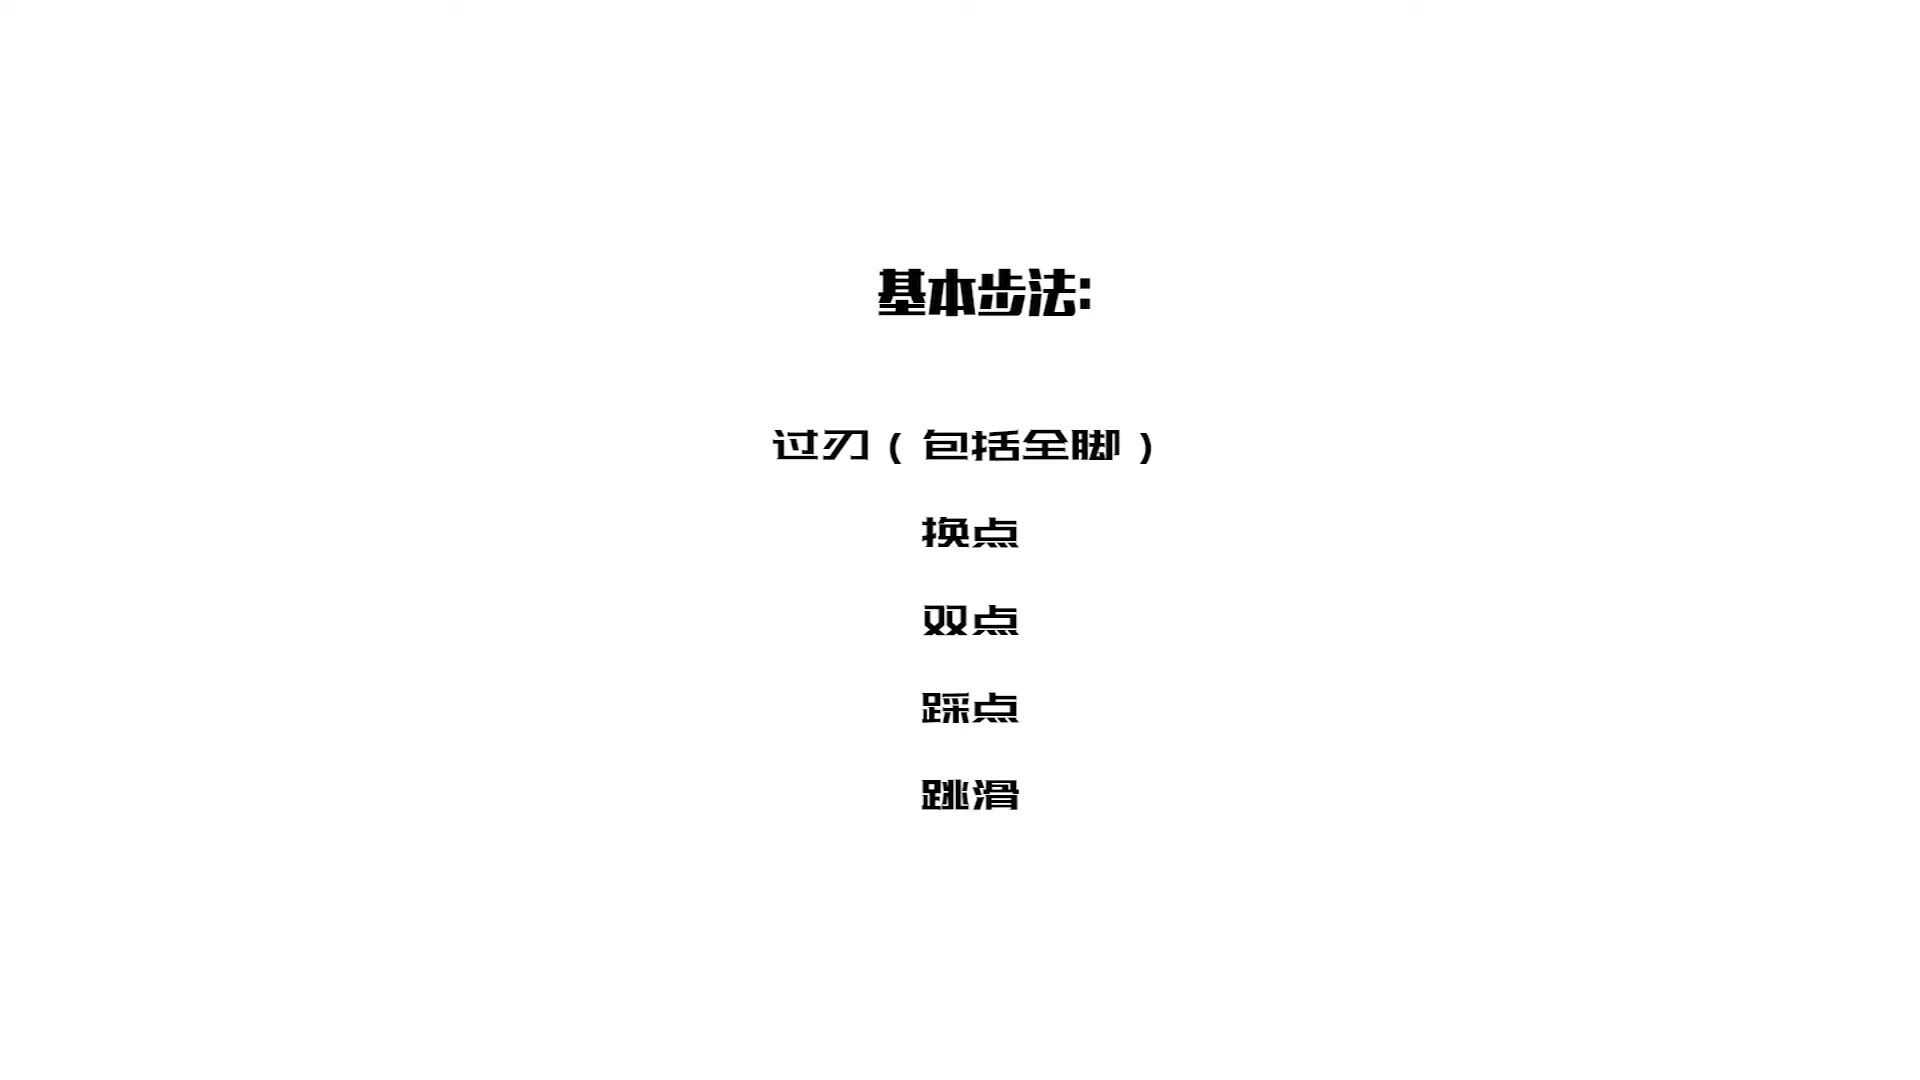 基本步法:
过刃（包括全脚）
换点
双点
踩点
跳滑